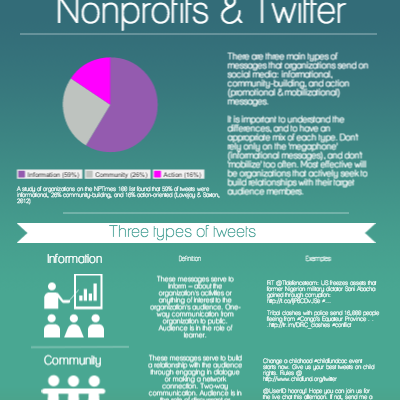 Nonprofits & Twitter
There are three main types of
messages that organizations send on
social media: informational,
community-building, and action
(promotional & mobilizational)
messages.
It is important to understand the
differences, and to have an
appropriate mix of each type. Don't
rely only on the 'megaphone'
(informational messages), and don't
'mobilize' too often. Most effective will
be organizations that actively seek to
build relationships with their target
audience members.
Information (59%) Community (26%) Action (16%)
A study of organizations on the NPTimes 100 list found that 59% of tweets were
informational, 26% community-building, and 16% action-oriented (Lovejoy & Saxton,
2012)
Three types of tweets
Information
Definition
Examples
These messages serve to
inform – about the
organization's activities or
anything of interest to the
organization's audience. One-
way communication from
organization to public.
Audience is in the role of
learner.
US freezes assets that
former Nigerian military dictator Sani Abacha
gained through corruption:
Tribal clashes with police send 16,000 people
fleeing from #Congo's Equateur Province . .
#conflict
Community
These messages serve to build
a relationship with the audience
through engaging in dialogue
or making a network
connection. Two-way
communication. Audience is in
Change a childhood #childfundaoc event
starts now. Give us your best tweets on child
rights. Rules @
http://www.childfund.org/twitter
@UserID hooray!! Hope you can join us for
the live chat this afternoon. If not, send me a